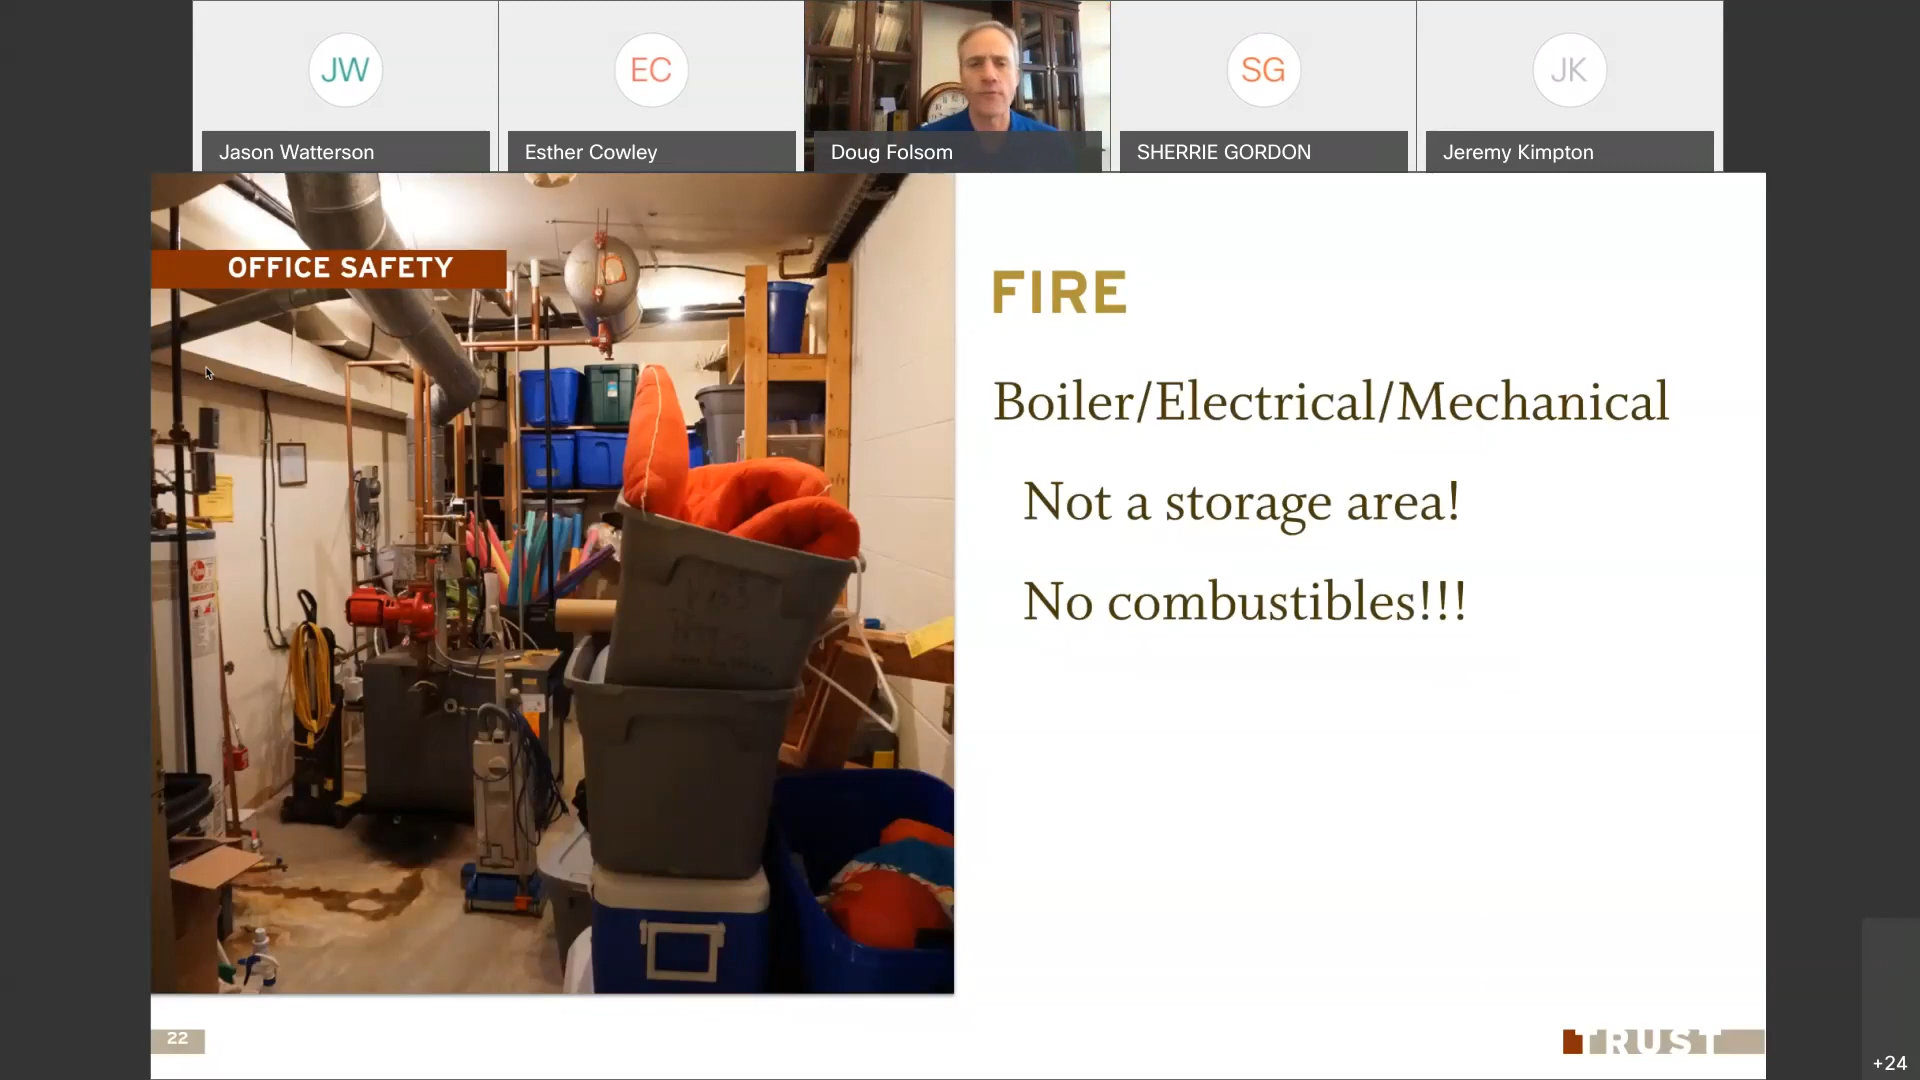 JW
EC
SG
JK
Jason Watterson
Esther Cowley
Doug Folsom
SHERRIE GORDON
Jeremy Kimpton
OFFICE SAFETY
FIRE
Boiler/Electrical/Mechanical
Not a storage area!
No combustibles!!!
22
TRUST
+24